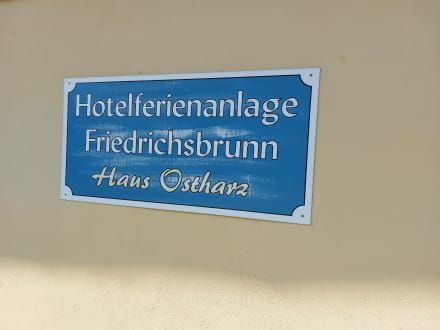 Hotelferienanlage
Friedrichsbrunn
Haus Ostharz